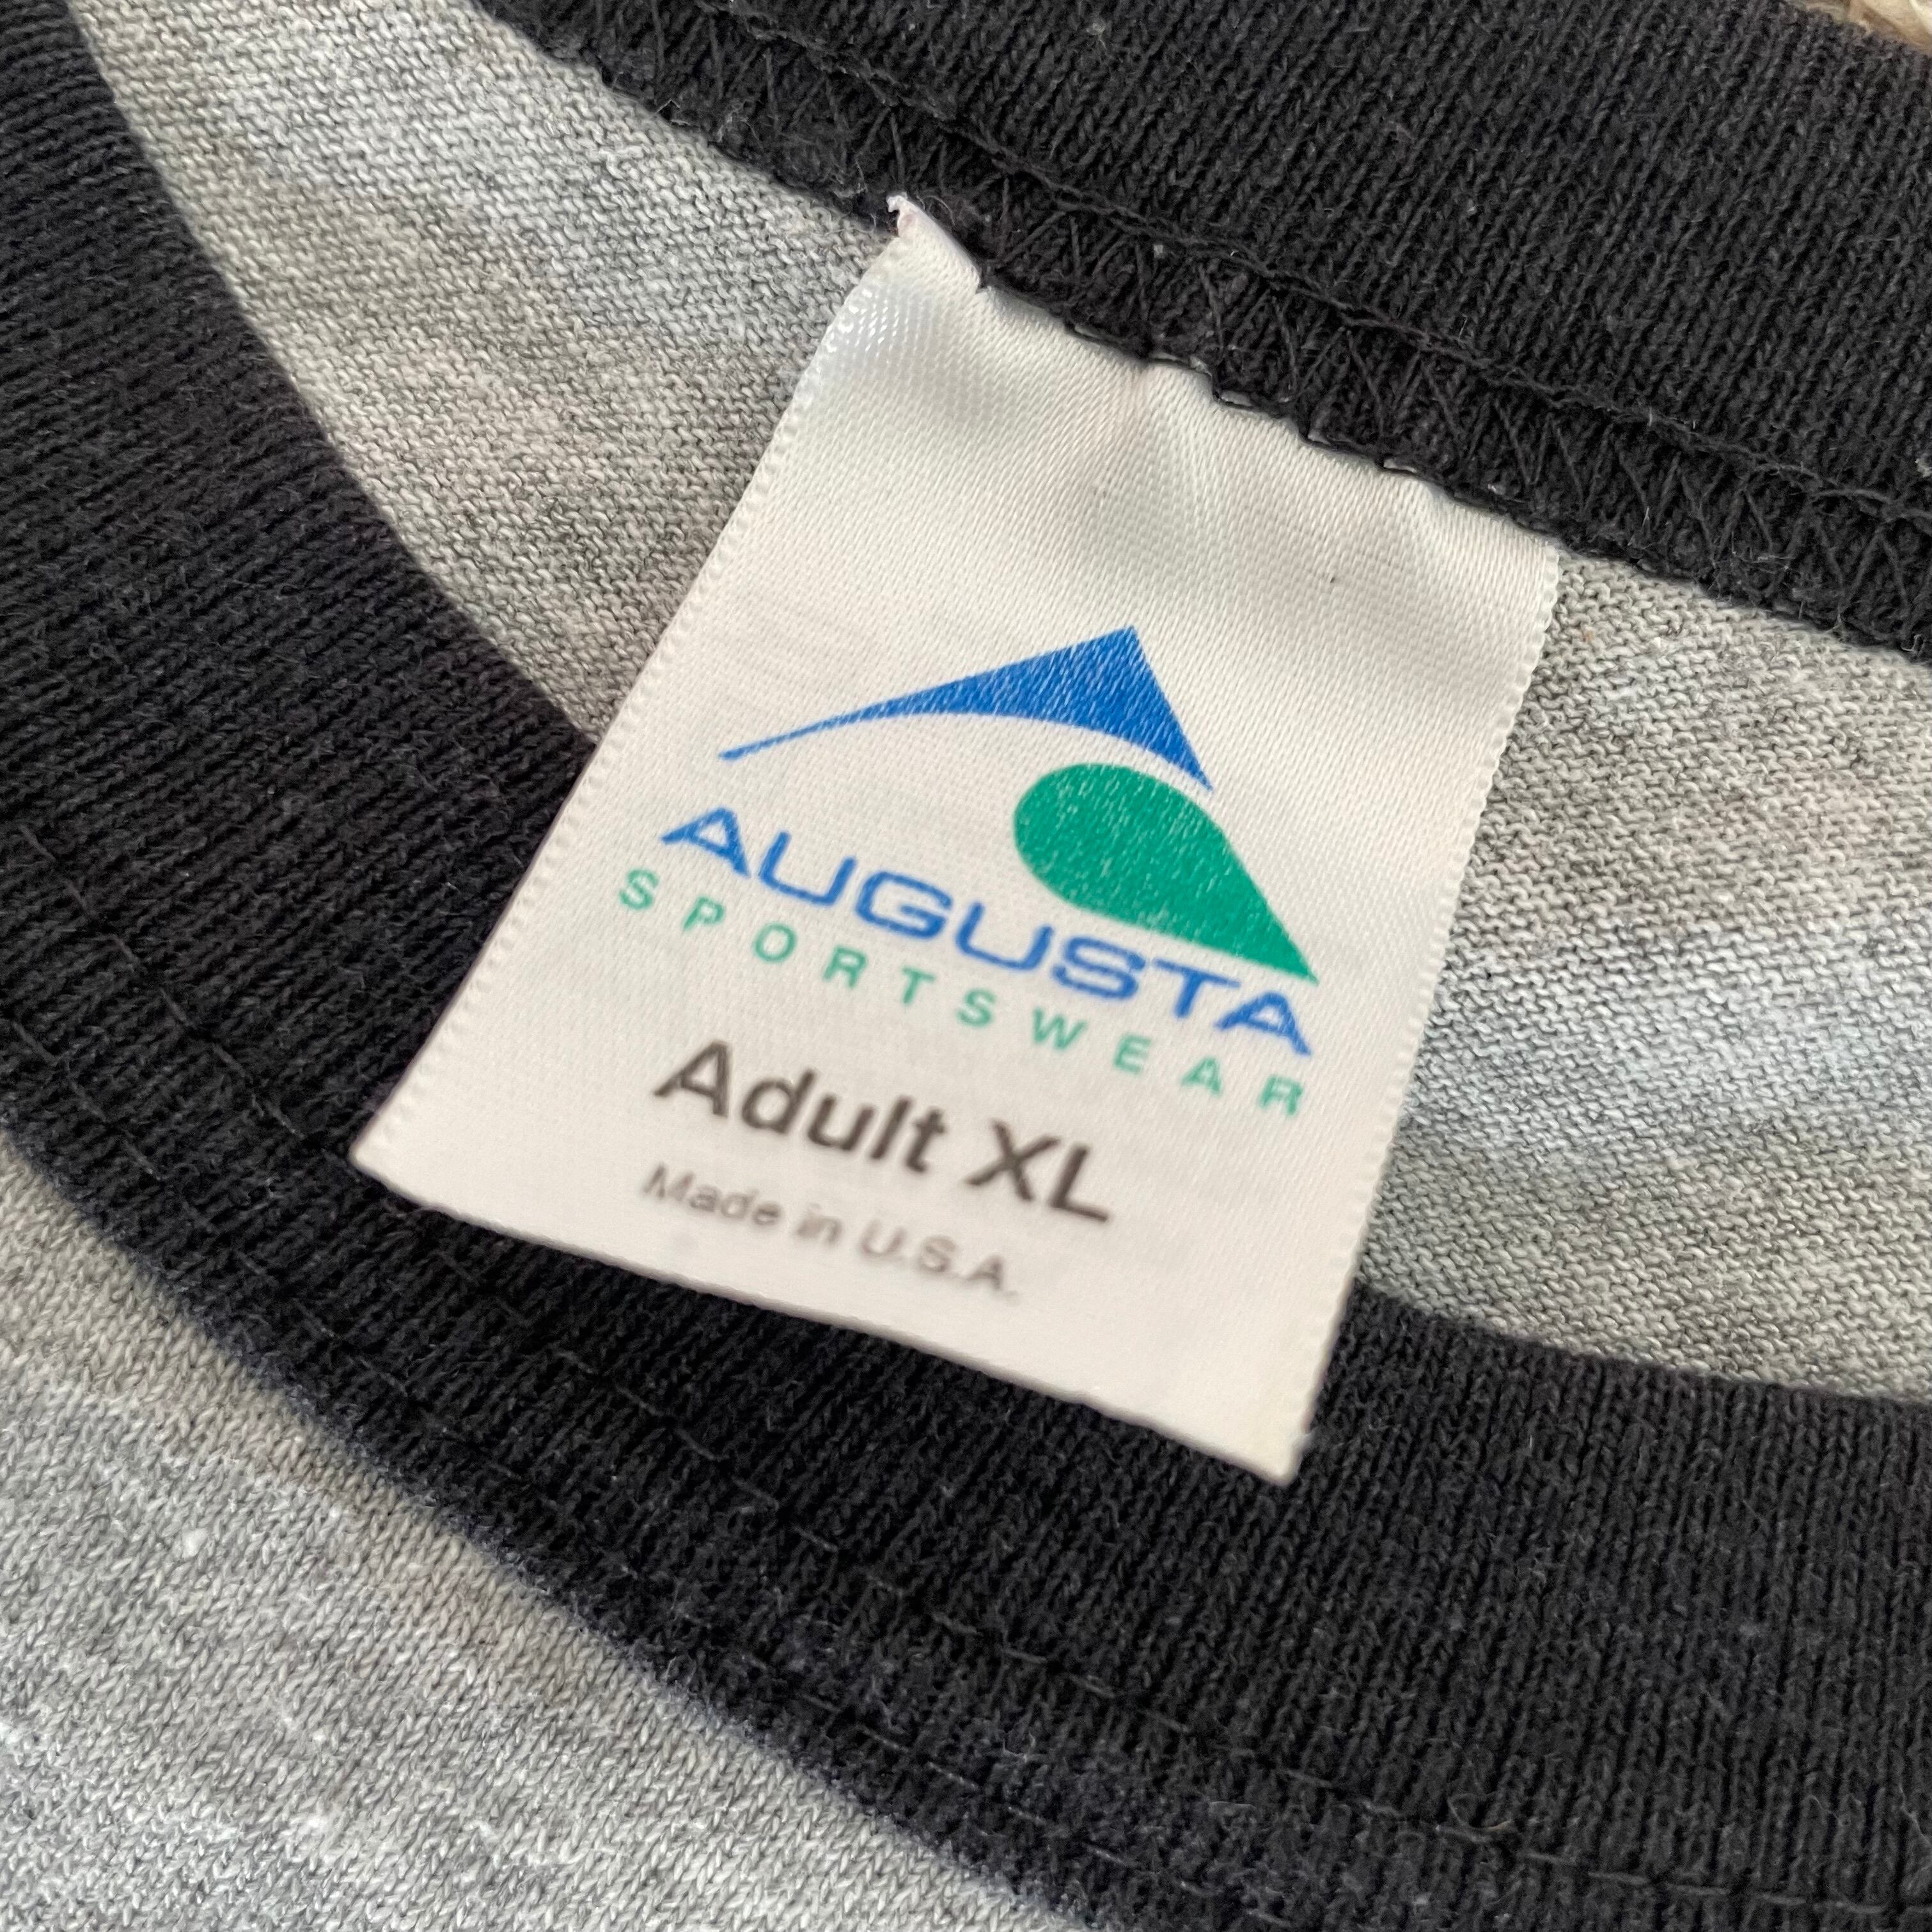 AUGUSTA
SPORTSWEAR
Adult XL
Made in U.S.A.